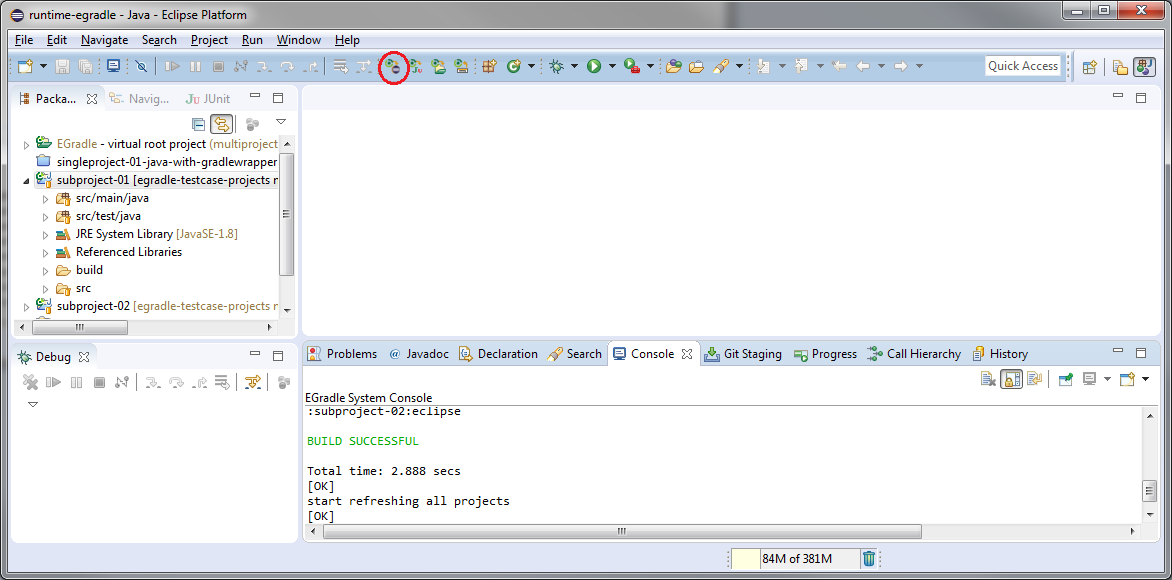 runtime-egradle - Java - Eclipse Platform
File Edit Navigate Search Project Run Window Help
Quick Access
Packa... Navig... JUnit
EGradle - virtual root project (multiproject
singleproject-01-java-with-gradlewrapper
subproject-01 [egradle-testcase-projects
src/main/java
src/test/java
JRE System Library [JavaSE-1.8]
Referenced Libraries
build
src
subproject-02 [egradle-testcase-projects
Debug
Problems @ Javadoc Declaration Search Console Git Staging Progress Call Hierarchy History
EGradle System Console
:subproject-02:eclipse
BUILD SUCCESSFUL
Total time: 2.888 secs
[OK]
start refreshing all projects
[OK]
84M of 381M